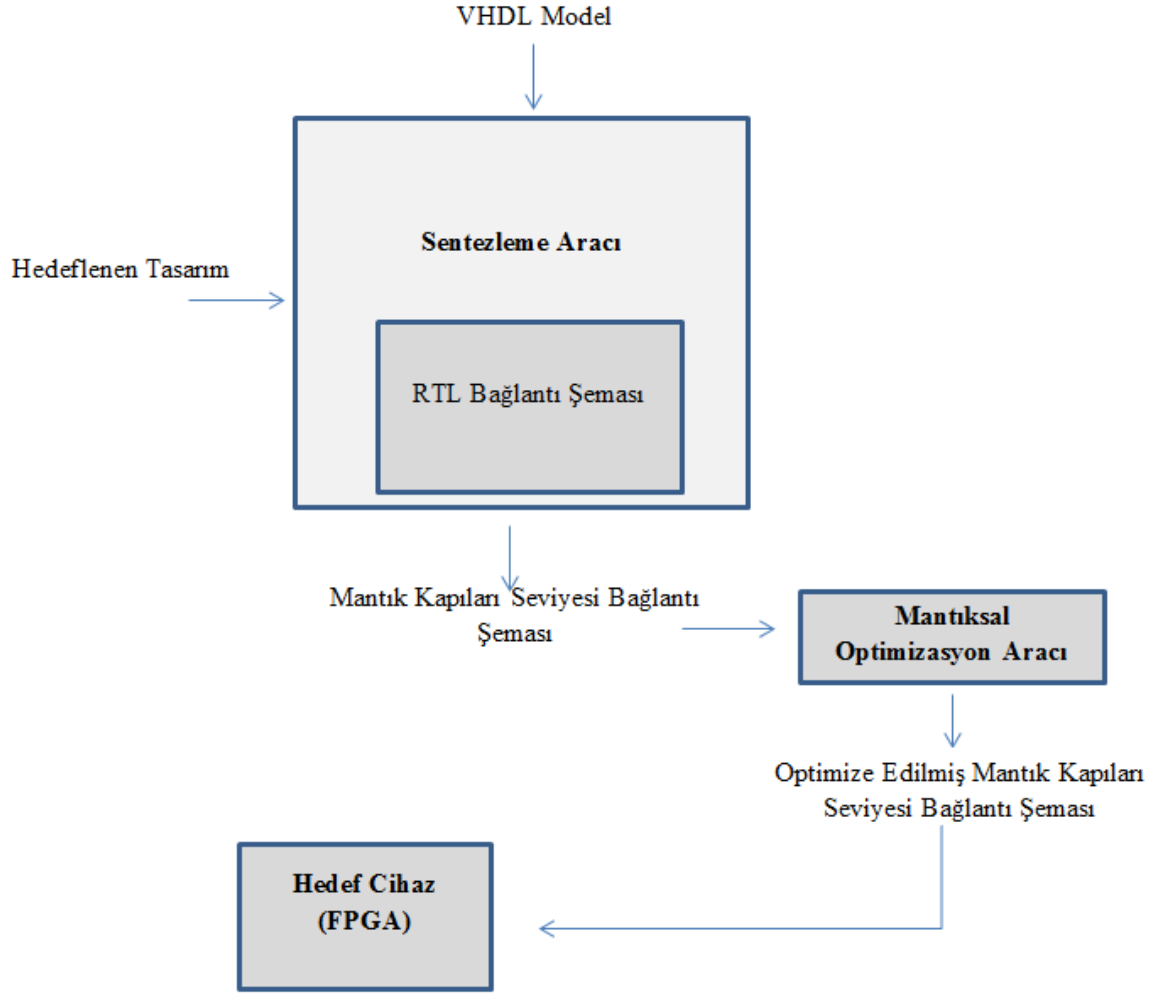 VHDL Model
Sentezleme Aracı
Hedeflenen Tasarım
RTL Bağlantı Şeması
Mantık Kapıları Seviyesi Bağlantı
Şeması
Mantıksal
Optimizasyon Aracı
Optimize Edilmiş Mantık Kapıları
Seviyesi Bağlantı Şeması
Hedef Cihaz
(FPGA)